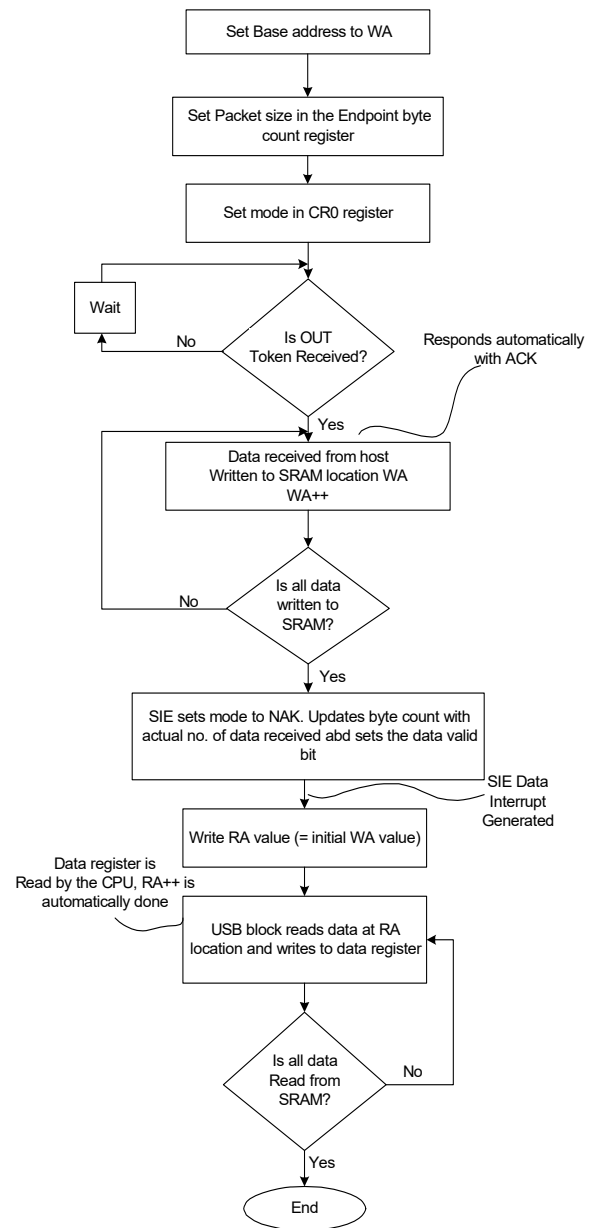 Set Base address to WA
Set Packet size in the Endpoint byte
count register
Set mode in CR0 register
Wait
No
Is OUT
Token Received?
Responds automatically
with ACK
Yes
Data received from host
Written to SRAM location WA
WA++
No
Is all data
written to
SRAM?
Yes
SIE sets mode to NAK. Updates byte count with
actual no. of data received abd sets the data valid
bit
SIE Data
Interrupt
Generated
Write RA value (= initial WA value)
Data register is
Read by the CPU, RA++ is
automatically done
USB block reads data at RA
location and writes to data register
Is all data
Read from
SRAM?
No
Yes
End